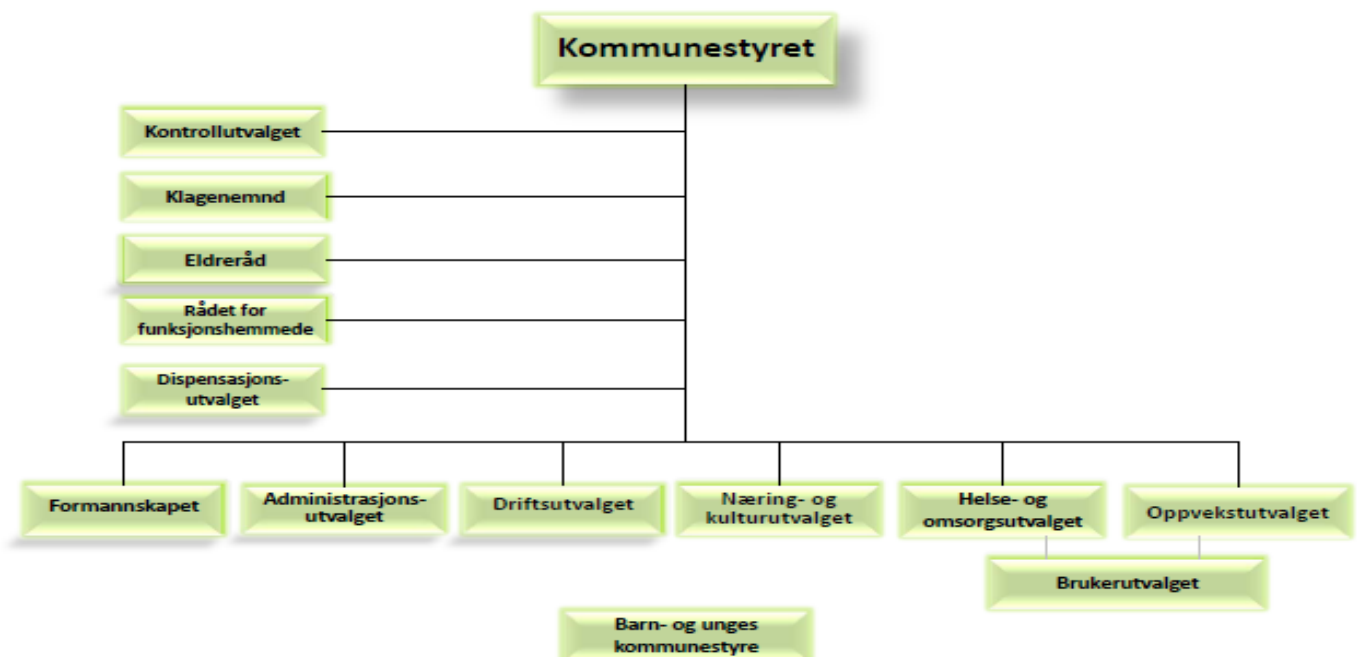 Kommunestyret
Kontrollutvalget
Klagenemnd
Eldreråd
Rådet for
funksjonshemmede
Dispensasjons-
utvalget
Formannskapet
Administrasjons-
utvalget
Driftsutvalget
Næring- og
kulturutvalget
Helse- og
omsorgsutvalget
Oppvekstutvalget
Brukerutvalget
Barn- og unges
kommunestyre